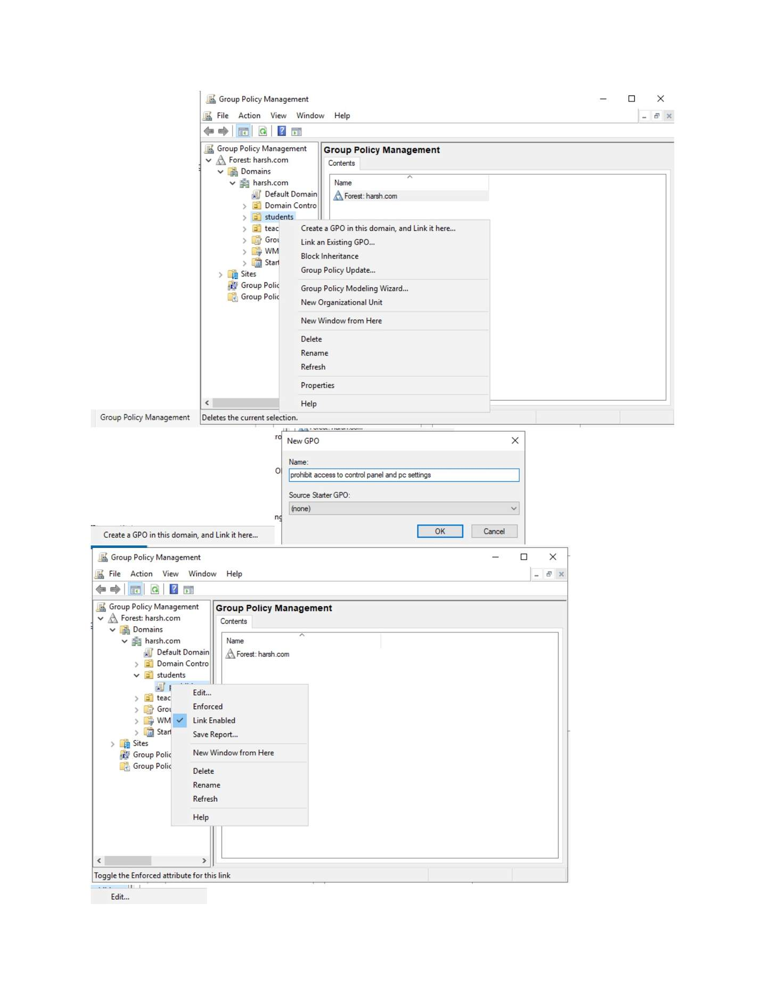 Group Policy Management
File Action View Window Help
Group Policy Management
Forest: harsh.com
Domains
harsh.com
Default Domain
Domain Contro
students
teac
Grou
WM
Start
Sites
Group Polic
Group Polic
Group Policy Management
Contents
Name
Forest: harsh.com
Create a GPO in this domain, and Link it here...
Link an Existing GPO...
Block Inheritance
Group Policy Update...
Group Policy Modeling Wizard...
New Organizational Unit
New Window from Here
Delete
Rename
Refresh
Properties
Help
Group Policy Management
Deletes the current selection.
New GPO
Name:
prohibit access to control panel and pc settings
Source Starter GPO:
(none)
OK Cancel
Create a GPO in this domain, and Link it here...
Group Policy Management
File Action View Window Help
Group Policy Management
Forest: harsh.com
Domains
harsh.com
Default Domain
Domain Contro
students
teac
Grou
WM
Start
Sites
Group Polic
Group Polic
Group Policy Management
Contents
Name
Forest: harsh.com
Edit...
Enforced
Link Enabled
Save Report...
New Window from Here
Delete
Rename
Refresh
Help
Toggle the Enforced attribute for this link
Edit...